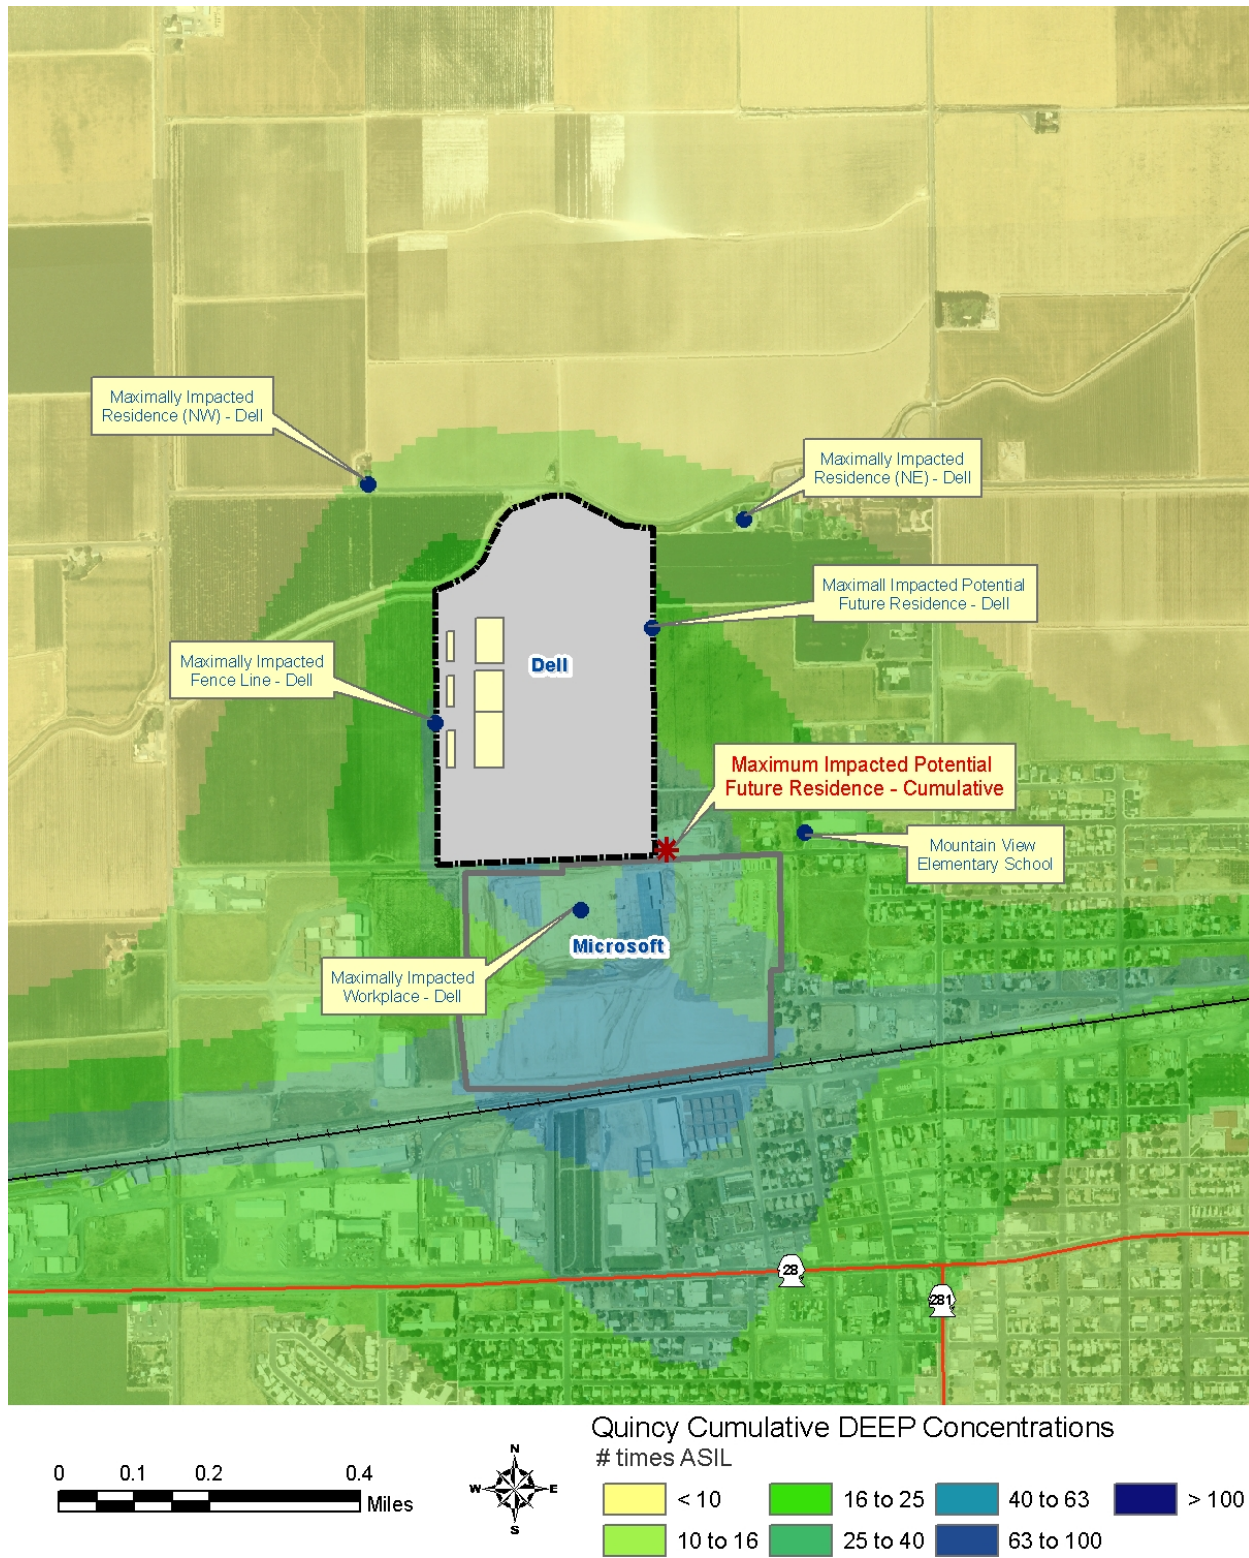 Maximally Impacted
Residence (NW) - Dell
Maximally Impacted
Residence (NE) - Dell
Maximall Impacted Potential
Future Residence - Dell
Maximally Impacted
Fence Line - Dell
Dell
Maximum Impacted Potential
Future Residence - Cumulative
Mountain View
Elementary School
Microsoft
Maximally Impacted
Workplace - Dell
28
281
Quincy Cumulative DEEP Concentrations
# times ASIL
0 0.1 0.2 0.4
Miles
N
W E
S
< 10
16 to 25
40 to 63
> 100
10 to 16
25 to 40
63 to 100